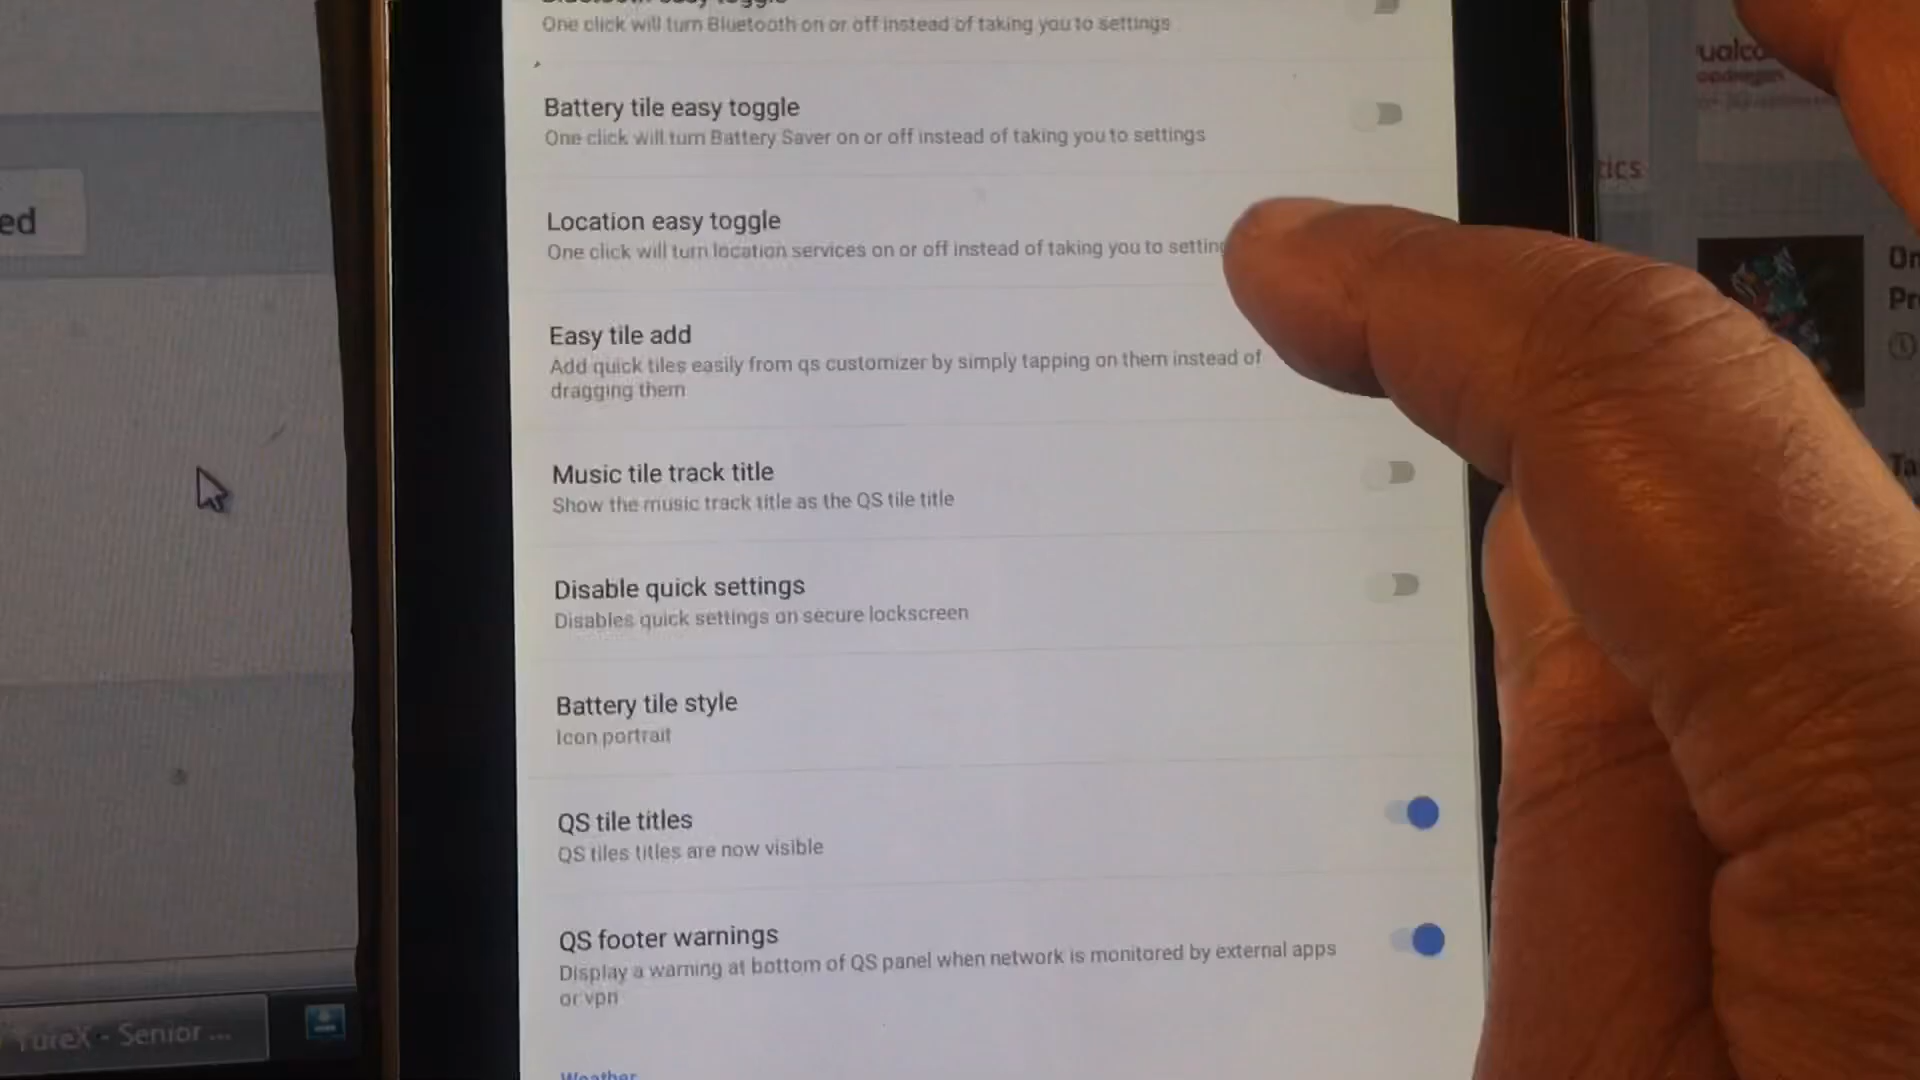 One click will turn Bluetooth on or off instead of taking you to settings
Battery tile easy toggle
One click will turn Battery Saver on or off instead of taking you to settings
Location easy toggle
One click will turn location services on or off instead of taking you to setting
Easy tile add
Add quick tiles easily from qs customizer by simply tapping on them instead of
dragging them
Music tile track title
Show the music track title as the QS tile title
Disable quick settings
Disables quick settings on secure lockscreen
Battery tile style
Icon portrait
QS tile titles
QS tiles titles are now visible
QS footer warnings
Display a warning at bottom of QS panel when network is monitored by external apps
or vpn
Weather
ed
YureX - Senior ...
ualco
tics
On
Pr
Ta